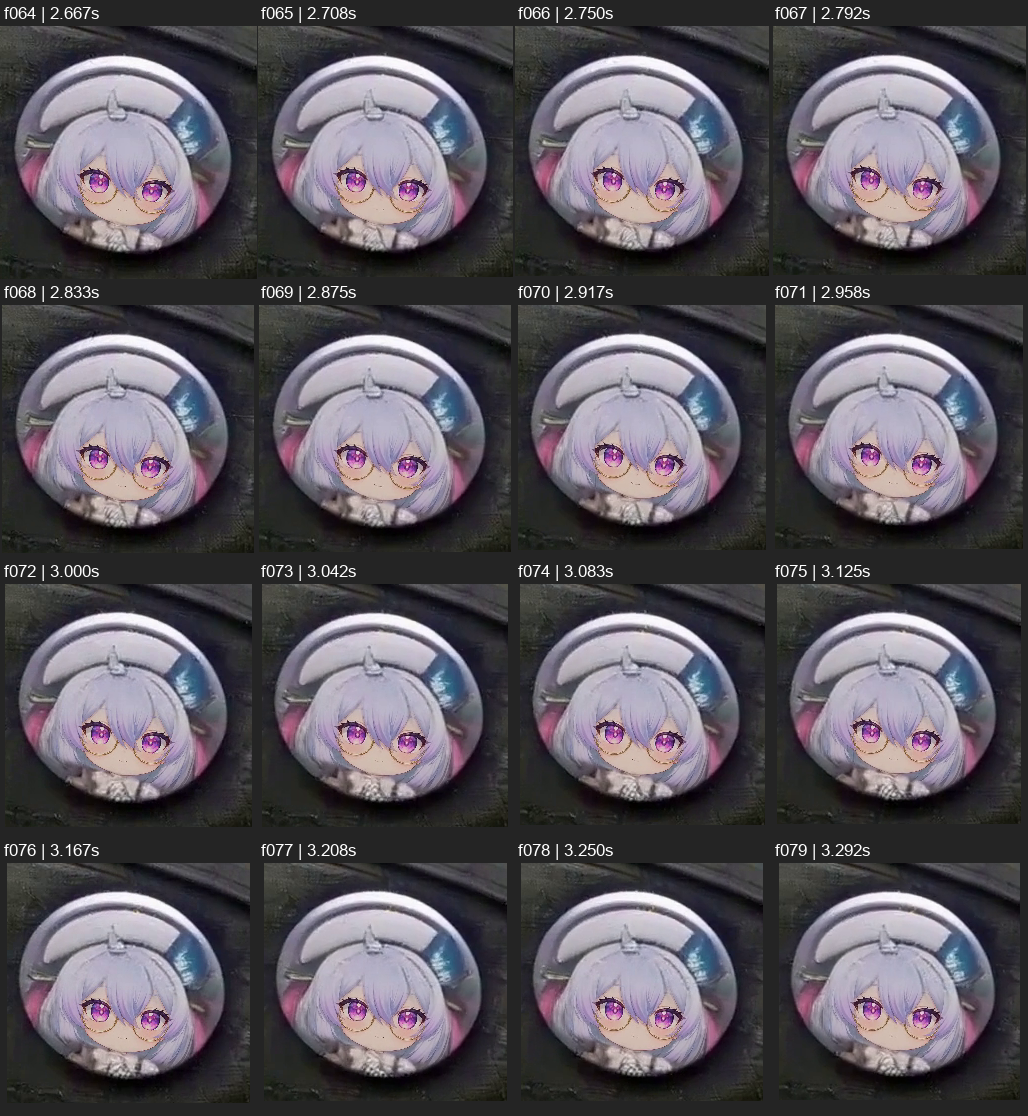 f064 | 2.667s
f065 | 2.708s
f066 | 2.750s
f067 | 2.792s
f068 | 2.833s
f069 | 2.875s
f070 | 2.917s
f071 | 2.958s
f072 | 3.000s
f073 | 3.042s
f074 | 3.083s
f075 | 3.125s
f076 | 3.167s
f077 | 3.208s
f078 | 3.250s
f079 | 3.292s